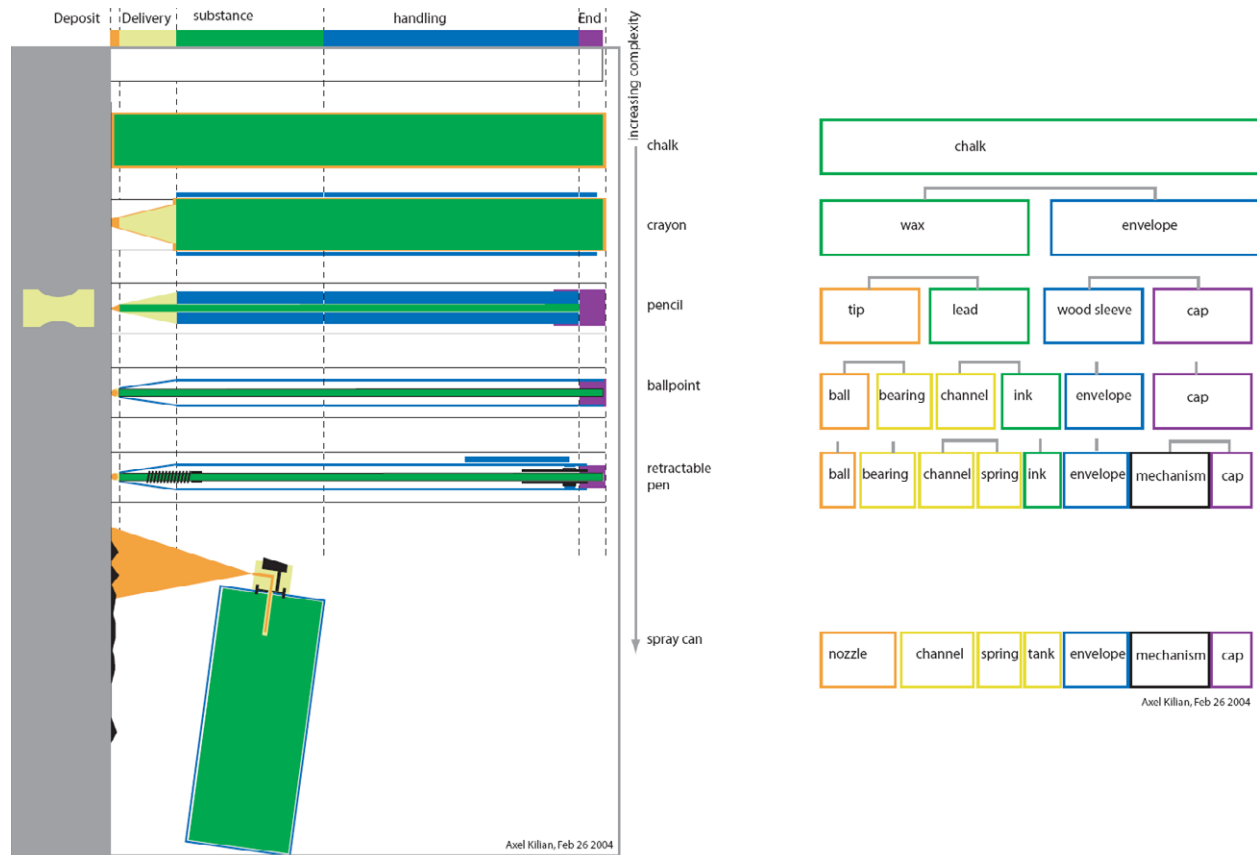 Deposit Delivery substance handling End
increasing complexity
chalk
crayon
pencil
ballpoint
retractable
pen
spray can
Axel Kilian, Feb 26 2004
chalk
wax envelope
tip lead wood sleeve cap
ball bearing channel ink envelope cap
ball bearing channel spring ink envelope mechanism cap
nozzle channel spring tank envelope mechanism cap
Axel Kilian, Feb 26 2004